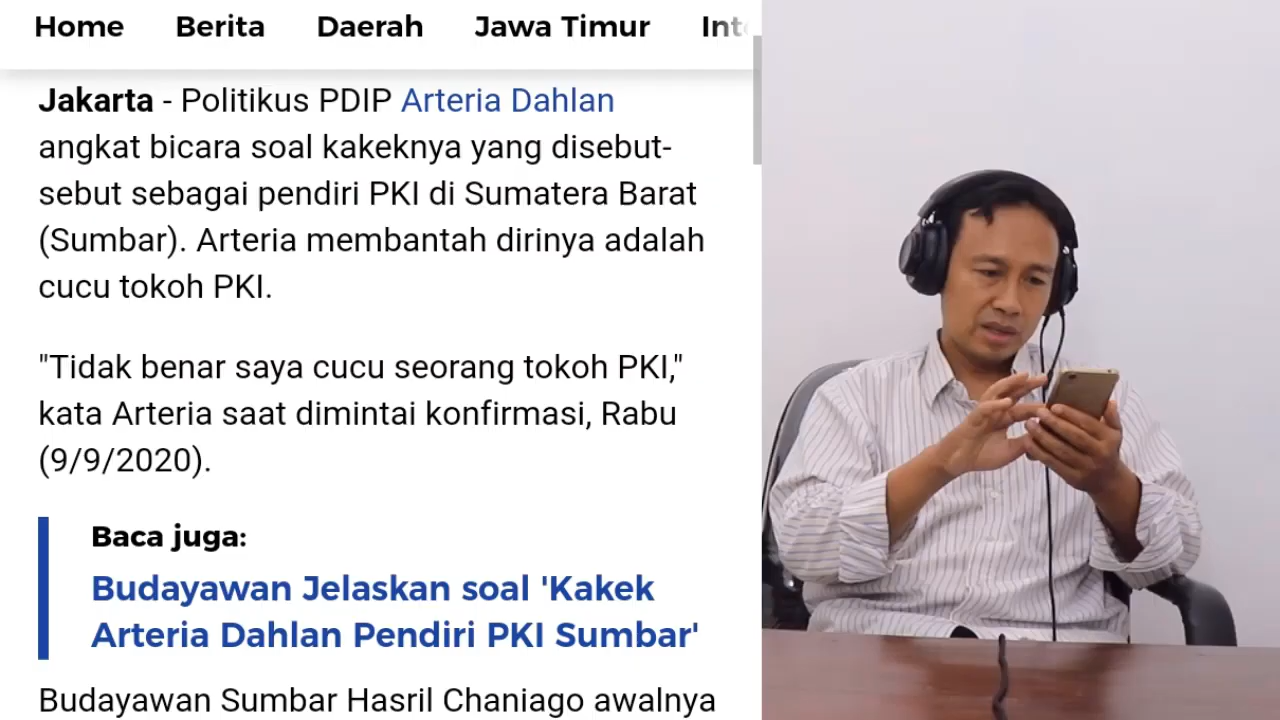 Home Berita Daerah Jawa Timur
Jakarta - Politikus PDIP Arteria Dahlan
angkat bicara soal kakeknya yang disebut-
sebut sebagai pendiri PKI di Sumatera Barat
(Sumbar). Arteria membantah dirinya adalah
cucu tokoh PKI.
"Tidak benar saya cucu seorang tokoh PKI,"
kata Arteria saat dimintai konfirmasi, Rabu
(9/9/2020).
Baca juga:
Budayawan Jelaskan soal 'Kakek
Arteria Dahlan Pendiri PKI Sumbar'
Budayawan Sumbar Hasril Chaniago awalnya